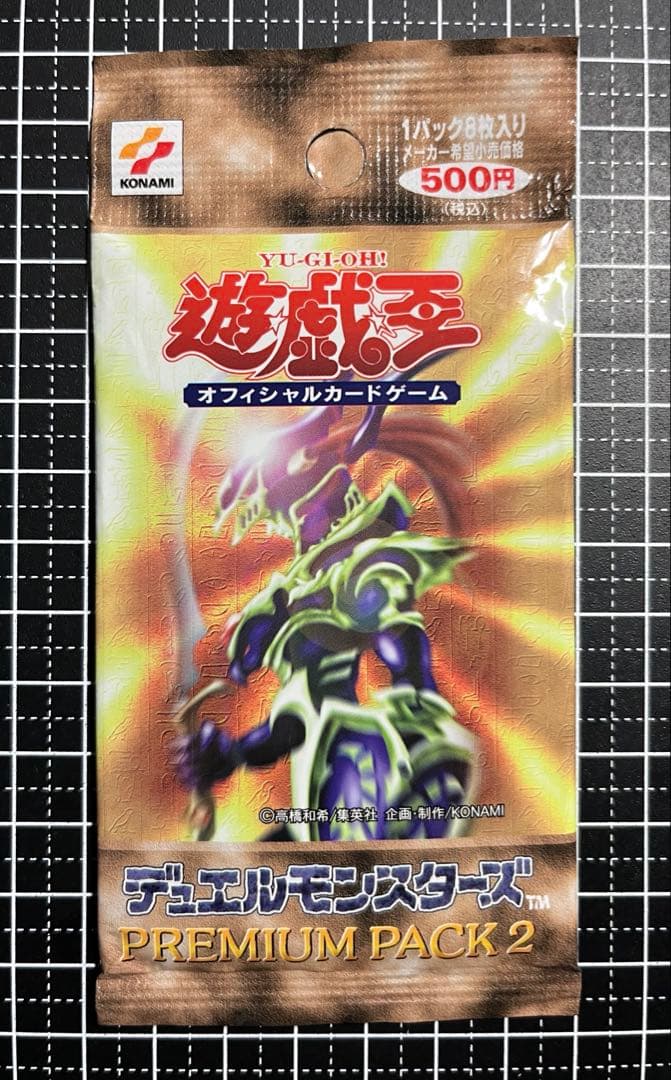 KONAMI
1パック8枚入り
メーカー希望小売価格
500円
(税込)
YU-GI-OH!
遊戯王
オフィシャルカードゲーム
©高橋和希/集英社 企画・制作/KONAMI
デュエルモンスターズ™
PREMIUM PACK 2